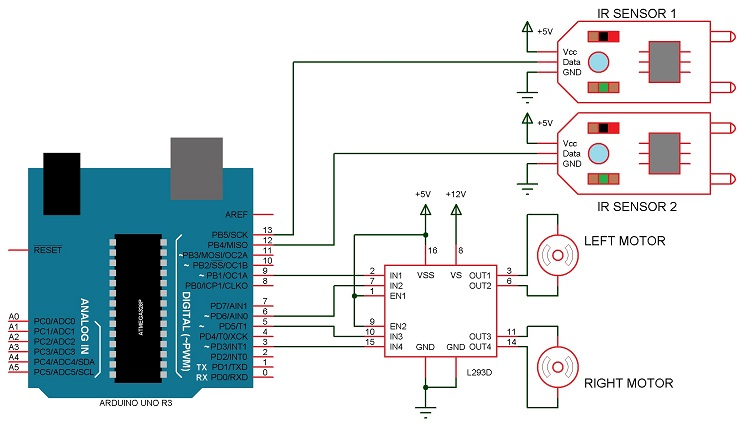 IR SENSOR 1
+5V
Vcc
Data
GND
+5V
Vcc
Data
GND
IR SENSOR 2
AREF
RESET
PB5/SCK 13
PB4/MISO 12
~PB3/MOSI/OC2A 11
~PB2/SS/OC1B 10
~PB1/OC1A 9
PB0/ICP1/CLKO 8
PD7/AIN1 7
~PD6/AIN0 6
~PD5/T1 5
PD4/T0/XCK 4
~PD3/INT1 3
PD2/INT0 2
TX PD1/TXD 1
RX PD0/RXD 0
DIGITAL (~PWM)
ATMEGA328P
ANALOG IN
A0 PC0/ADC0
A1 PC1/ADC1
A2 PC2/ADC2
A3 PC3/ADC3
A4 PC4/ADC4/SDA
A5 PC5/ADC5/SCL
ARDUINO UNO R3
+5V +12V
16 8
VSS VS
2 IN1 OUT1 3
7 IN2 OUT2 6
1 EN1
9 EN2
10 IN3 OUT3 11
15 IN4 OUT4 14
GND GND
L293D
LEFT MOTOR
RIGHT MOTOR